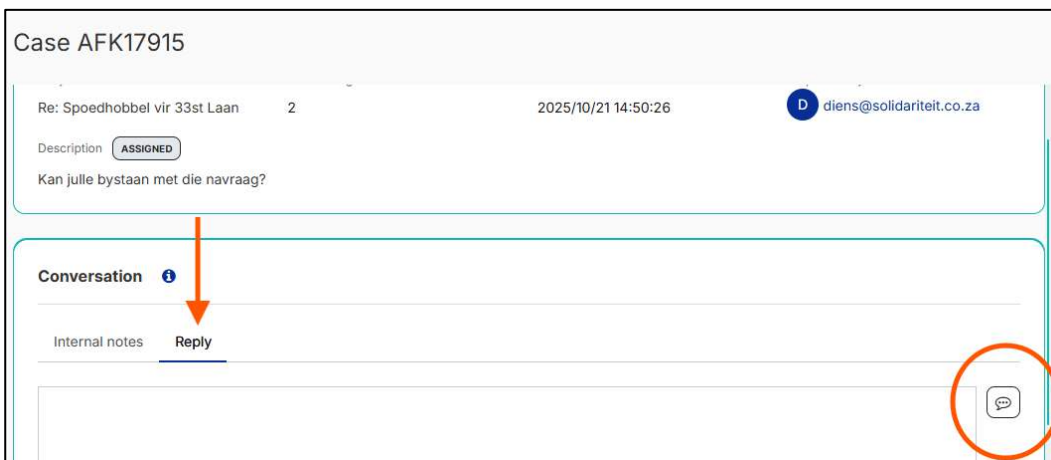 Case AFK17915
Re: Spoedhobbel vir 33st Laan 2 2025/10/21 14:50:26 D diens@solidariteit.co.za
Description ASSIGNED
Kan julle bystaan met die navraag?
Conversation
Internal notes Reply